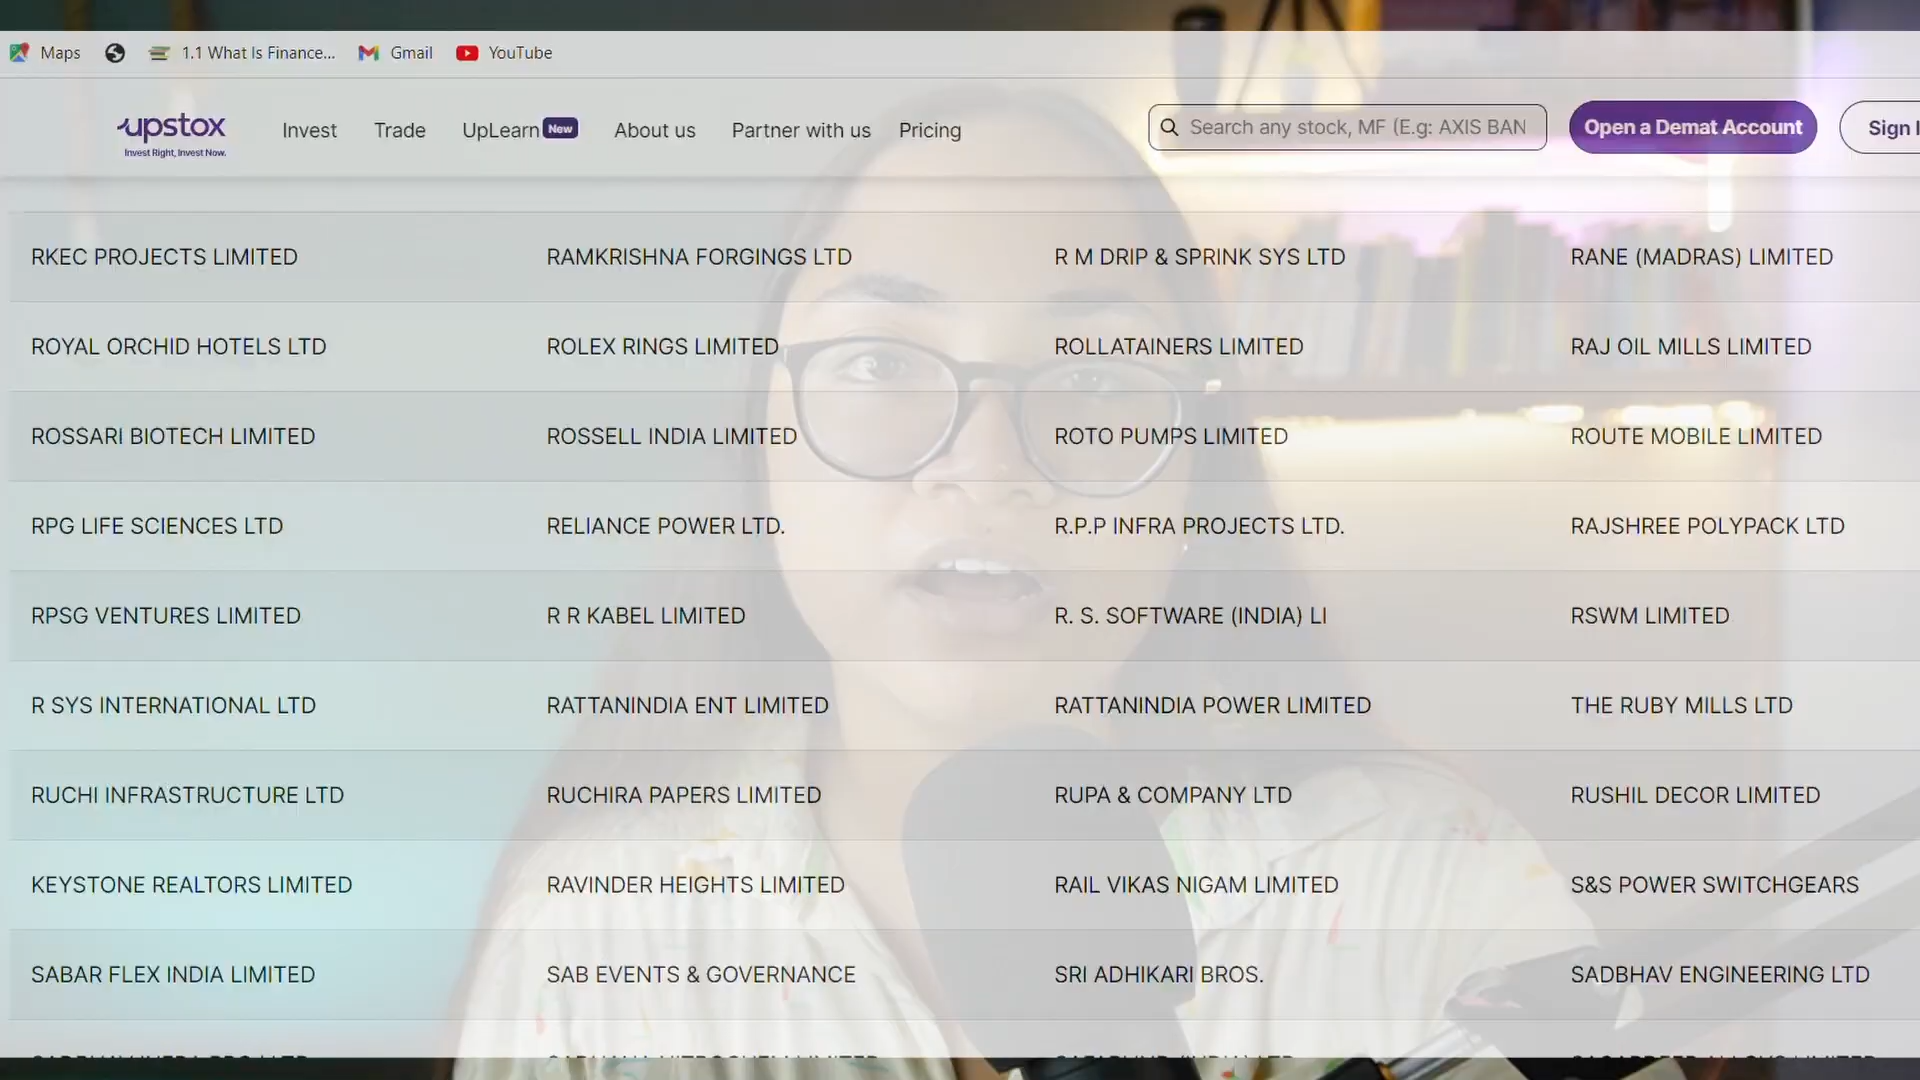 Maps 1.1 What Is Finance... Gmail YouTube
upstox
Invest Right, Invest Now.
Invest Trade UpLearn New About us Partner with us Pricing
Search any stock, MF (E.g: AXIS BAN
Open a Demat Account
Sign I
RKEC PROJECTS LIMITED RAMKRISHNA FORGINGS LTD R M DRIP & SPRINK SYS LTD RANE (MADRAS) LIMITED
ROYAL ORCHID HOTELS LTD ROLEX RINGS LIMITED ROLLATAINERS LIMITED RAJ OIL MILLS LIMITED
ROSSARI BIOTECH LIMITED ROSSELL INDIA LIMITED ROTO PUMPS LIMITED ROUTE MOBILE LIMITED
RPG LIFE SCIENCES LTD RELIANCE POWER LTD. R.P.P INFRA PROJECTS LTD. RAJSHREE POLYPACK LTD
RPSG VENTURES LIMITED R R KABEL LIMITED R. S. SOFTWARE (INDIA) LI RSWM LIMITED
R SYS INTERNATIONAL LTD RATTANINDIA ENT LIMITED RATTANINDIA POWER LIMITED THE RUBY MILLS LTD
RUCHI INFRASTRUCTURE LTD RUCHIRA PAPERS LIMITED RUPA & COMPANY LTD RUSHIL DECOR LIMITED
KEYSTONE REALTORS LIMITED RAVINDER HEIGHTS LIMITED RAIL VIKAS NIGAM LIMITED S&S POWER SWITCHGEARS
SABAR FLEX INDIA LIMITED SAB EVENTS & GOVERNANCE SRI ADHIKARI BROS. SADBHAV ENGINEERING LTD